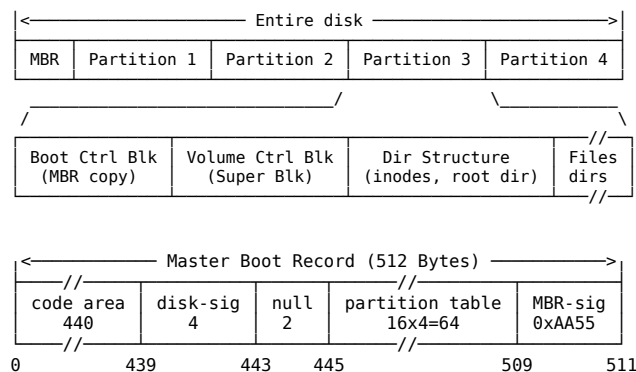 Entire disk
MBR Partition 1 Partition 2 Partition 3 Partition 4
Boot Ctrl Blk Volume Ctrl Blk Dir Structure Files
(MBR copy) (Super Blk) (inodes, root dir) dirs
Master Boot Record (512 Bytes)
code area disk-sig null partition table MBR-sig
440 4 2 16x4=64 0xAA55
0 439 443 445 509 511